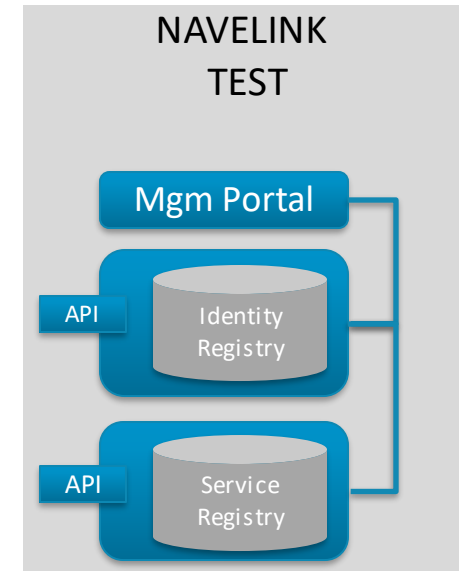 NAVELINK
TEST
Mgm Portal
API
Identity
Registry
API
Service
Registry